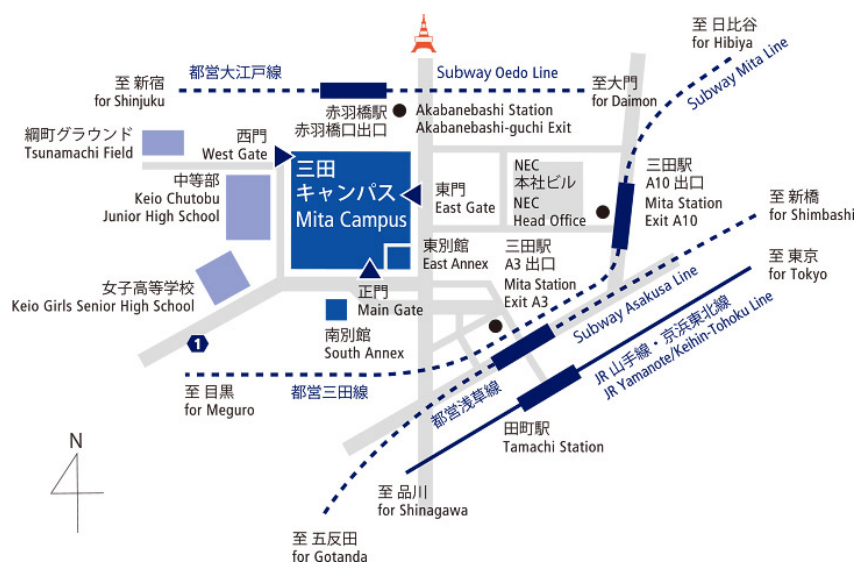 至 日比谷
for Hibiya
Subway Mita Line
至 新宿
for Shinjuku
都営大江戸線
Subway Oedo Line
至大門
for Daimon
赤羽橋駅
赤羽橋口出口
Akabanebashi Station
Akabanebashi-guchi Exit
綱町グラウンド
Tsunamachi Field
西門
West Gate
中等部
Keio Chutobu
Junior High School
三田
キャンパス
Mita Campus
東門
East Gate
NEC
本社ビル
NEC
Head Office
三田駅
A10 出口
Mita Station
Exit A10
至 新橋
for Shimbashi
東別館
East Annex
三田駅
A3 出口
Mita Station
Exit A3
至 東京
for Tokyo
女子高等学校
Keio Girls Senior High School
正門
Main Gate
南別館
South Annex
Subway Asakusa Line
JR 山手線・京浜東北線
JR Yamanote/Keihin-Tohoku Line
1
至 目黒
for Meguro
都営三田線
都営浅草線
田町駅
Tamachi Station
N
至 品川
for Shinagawa
至 五反田
for Gotanda